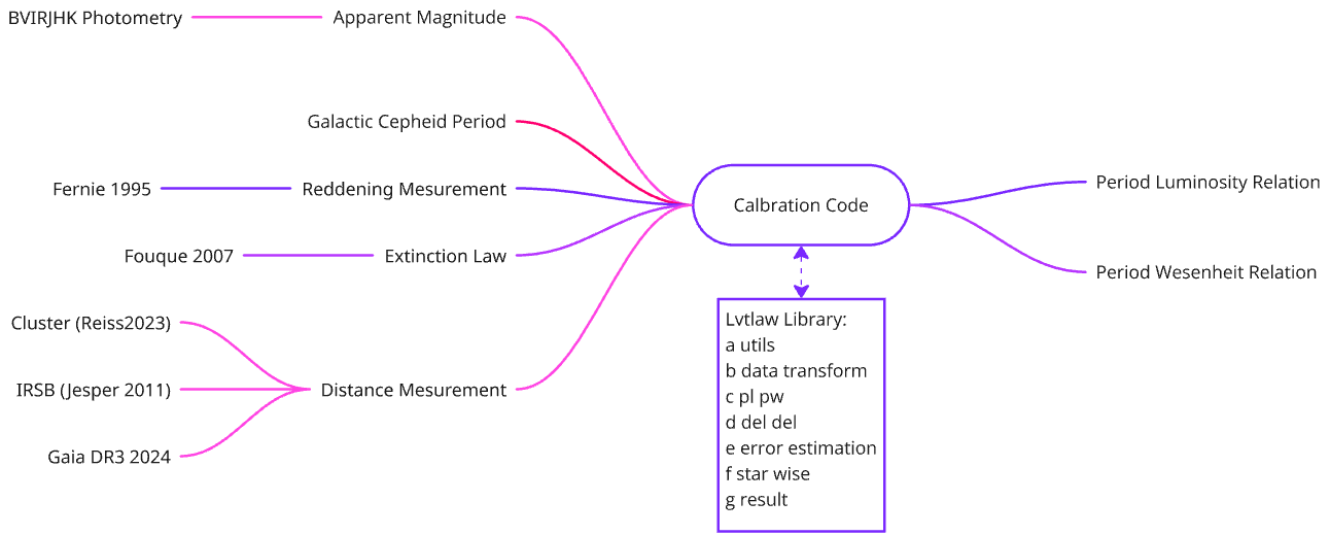 BVIRJHK Photometry
Apparent Magnitude
Galactic Cepheid Period
Fernie 1995
Reddening Mesurement
Fouque 2007
Extinction Law
Cluster (Reiss2023)
IRSB (Jesper 2011)
Distance Mesurement
Gaia DR3 2024
Calbration Code
Lvtlaw Library:
a utils
b data transform
c pl pw
d del del
e error estimation
f star wise
g result
Period Luminosity Relation
Period Wesenheit Relation